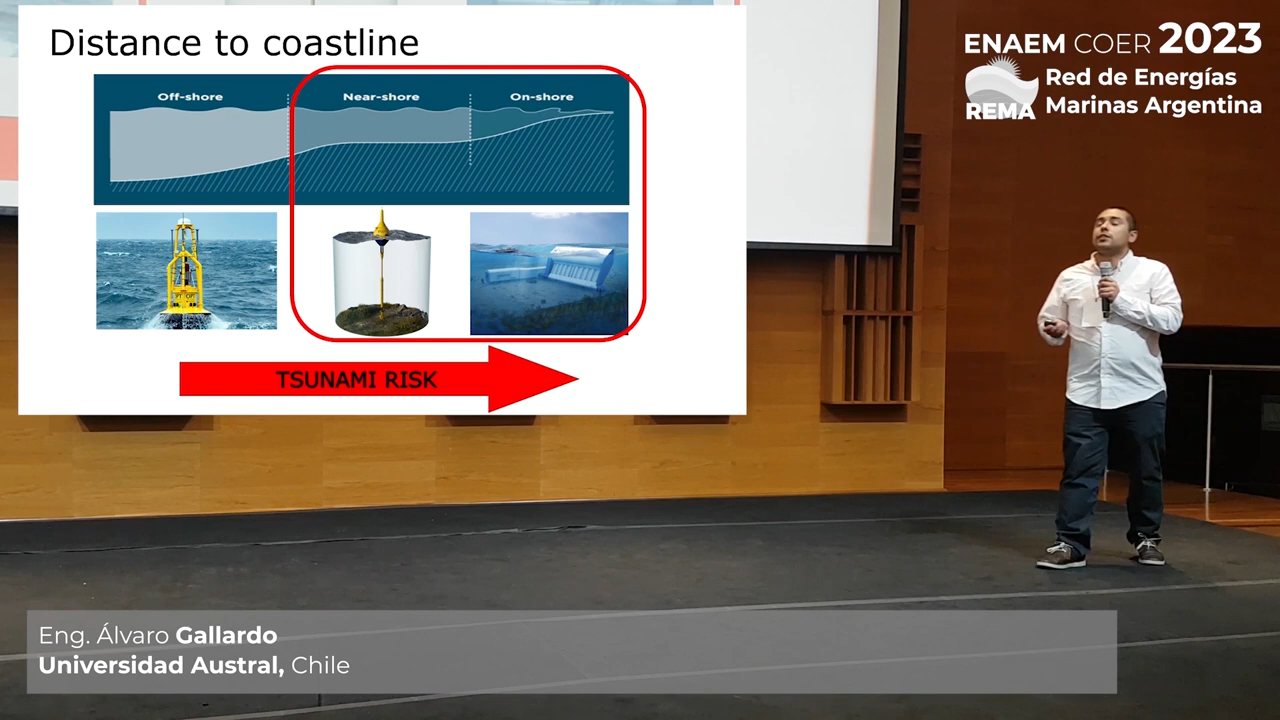 Distance to coastline
Off-shore
Near-shore
On-shore
TSUNAMI RISK
ENAEM COER 2023
REMA
Red de Energías
Marinas Argentina
Eng. Álvaro Gallardo
Universidad Austral, Chile